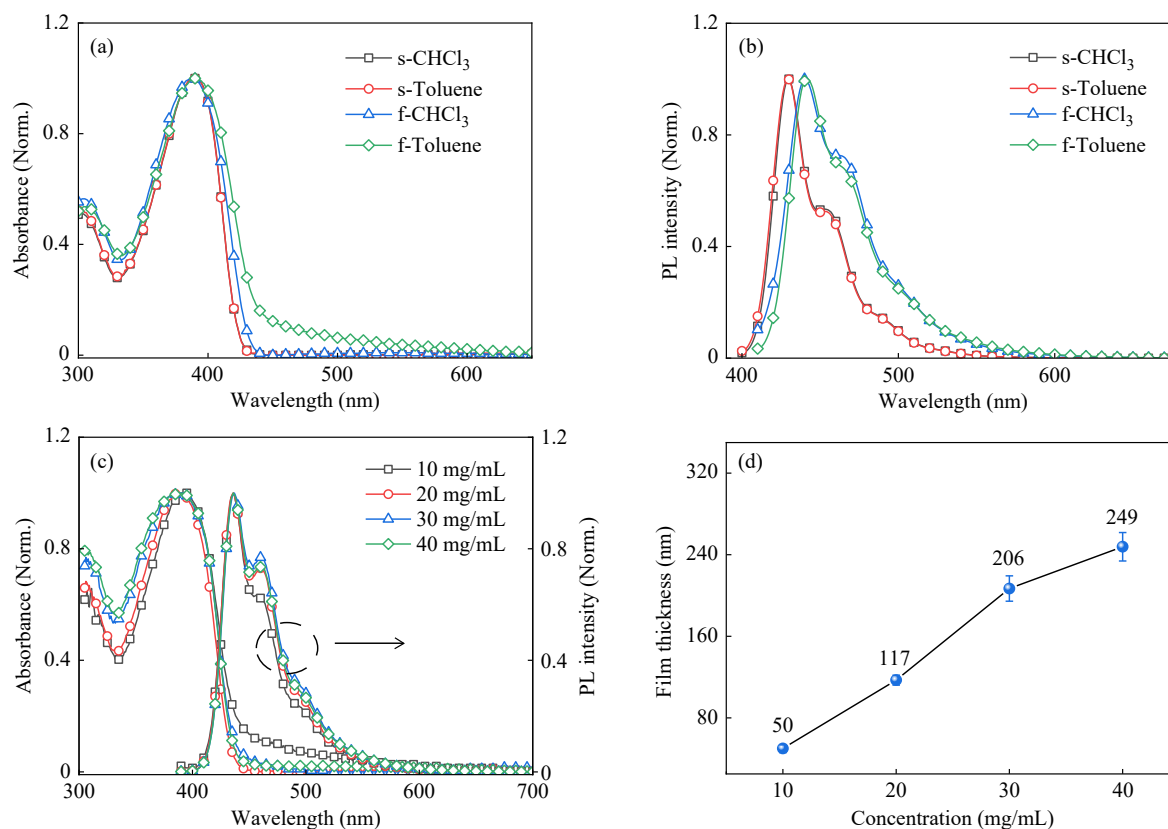 (a)
s-CHCl3
s-Toluene
f-CHCl3
f-Toluene
1.2
0.8
0.4
0
300 400 500 600
Absorbance (Norm.)
Wavelength (nm)
(b)
s-CHCl3
s-Toluene
f-CHCl3
f-Toluene
1.2
0.8
0.4
0
400 500 600
PL intensity (Norm.)
Wavelength (nm)
(c)
10 mg/mL
20 mg/mL
30 mg/mL
40 mg/mL
1.2
0.8
0.4
0
1.2
0.8
0.4
0
300 400 500 600 700
Absorbance (Norm.)
PL intensity (Norm.)
Wavelength (nm)
(d)
320
240
160
80
50
117
206
249
10 20 30 40
Film thickness (nm)
Concentration (mg/mL)